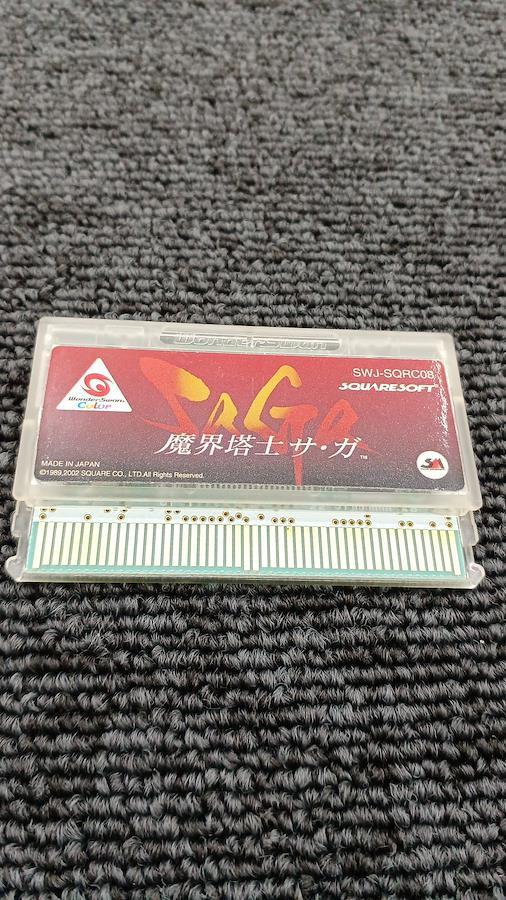 SWJ-SQRC08
SQUARESOFT
WonderSwan
Color
SaGa
魔界塔士 サ・ガ
TM
MADE IN JAPAN
©1989,2002 SQUARE CO., LTD.All Rights Reserved.